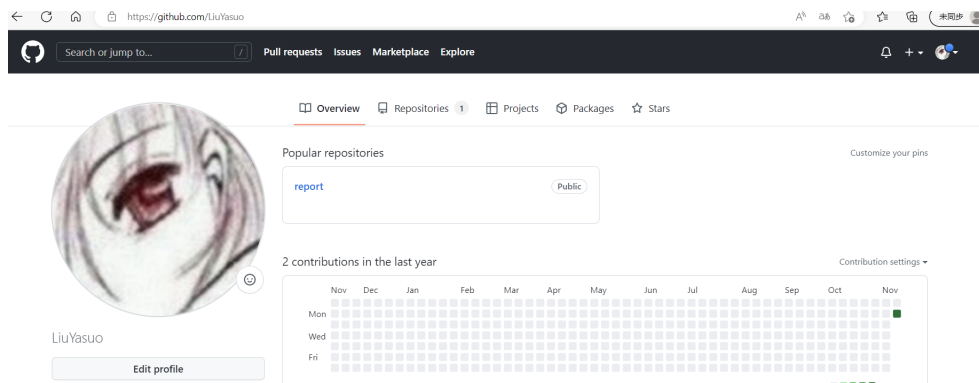 https://github.com/LiuYasuo
未同步
Search or jump to...
/
Pull requests Issues Marketplace Explore
Overview Repositories 1 Projects Packages Stars
Popular repositories
Customize your pins
report
Public
2 contributions in the last year
Contribution settings
Nov Dec Jan Feb Mar Apr May Jun Jul Aug Sep Oct Nov
Mon
Wed
Fri
LiuYasuo
Edit profile